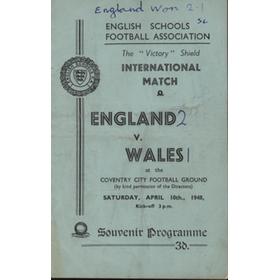 England Won 2-1
ENGLISH SCHOOLS
FOOTBALL ASSOCIATION
The "Victory" Shield
INTERNATIONAL
MATCH
ENGLAND 2
V.
WALES 1
at the
COVENTRY CITY FOOTBALL GROUND
(by kind permission of the Directors)
SATURDAY, APRIL 10th., 1948,
Kick-off 3 p.m.
Souvenir Programme
3D.